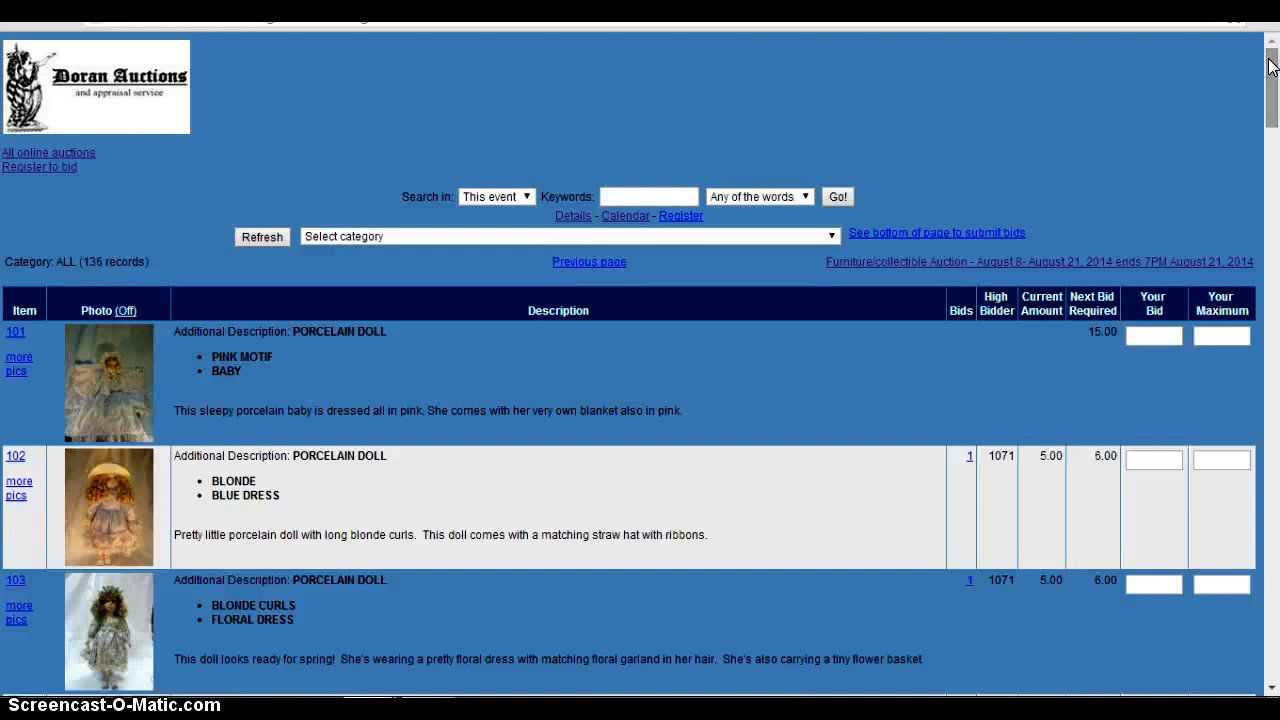 Doran Auctions
and appraisal service
All online auctions
Register to bid
Search in: This event Keywords: Any of the words Go!
Details - Calendar - Register
Refresh Select category See bottom of page to submit bids
Category: ALL (136 records) Previous page Furniture/collectible Auction - August 8- August 21, 2014 ends 7PM August 21, 2014
Item Photo (Off) Description Bids High Bidder Current Amount Next Bid Required Your Bid Your Maximum
101 Additional Description: PORCELAIN DOLL 15.00
more pics
• PINK MOTIF
• BABY
This sleepy porcelain baby is dressed all in pink. She comes with her very own blanket also in pink.
102 Additional Description: PORCELAIN DOLL 1 1071 5.00 6.00
more pics
• BLONDE
• BLUE DRESS
Pretty little porcelain doll with long blonde curls. This doll comes with a matching straw hat with ribbons.
103 Additional Description: PORCELAIN DOLL 1 1071 5.00 6.00
more pics
• BLONDE CURLS
• FLORAL DRESS
This doll looks ready for spring! She's wearing a pretty floral dress with matching floral garland in her hair. She's also carrying a tiny flower basket.
Screencast-O-Matic.com